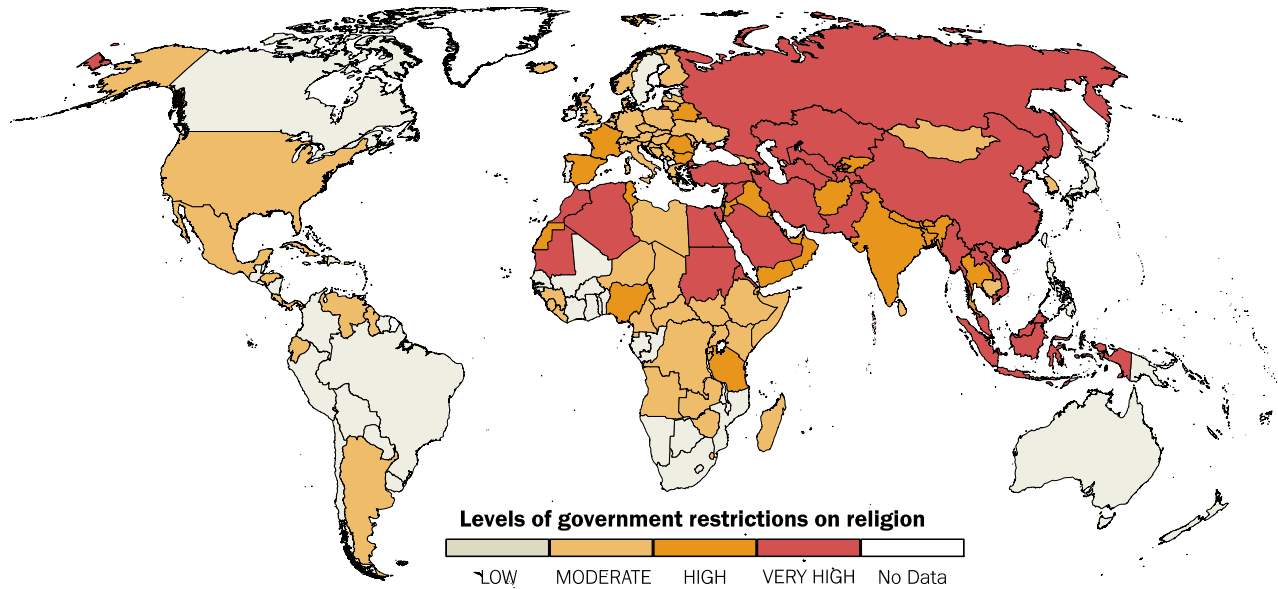 Levels of government restrictions on religion
LOW MODERATE HIGH VERY HIGH No Data